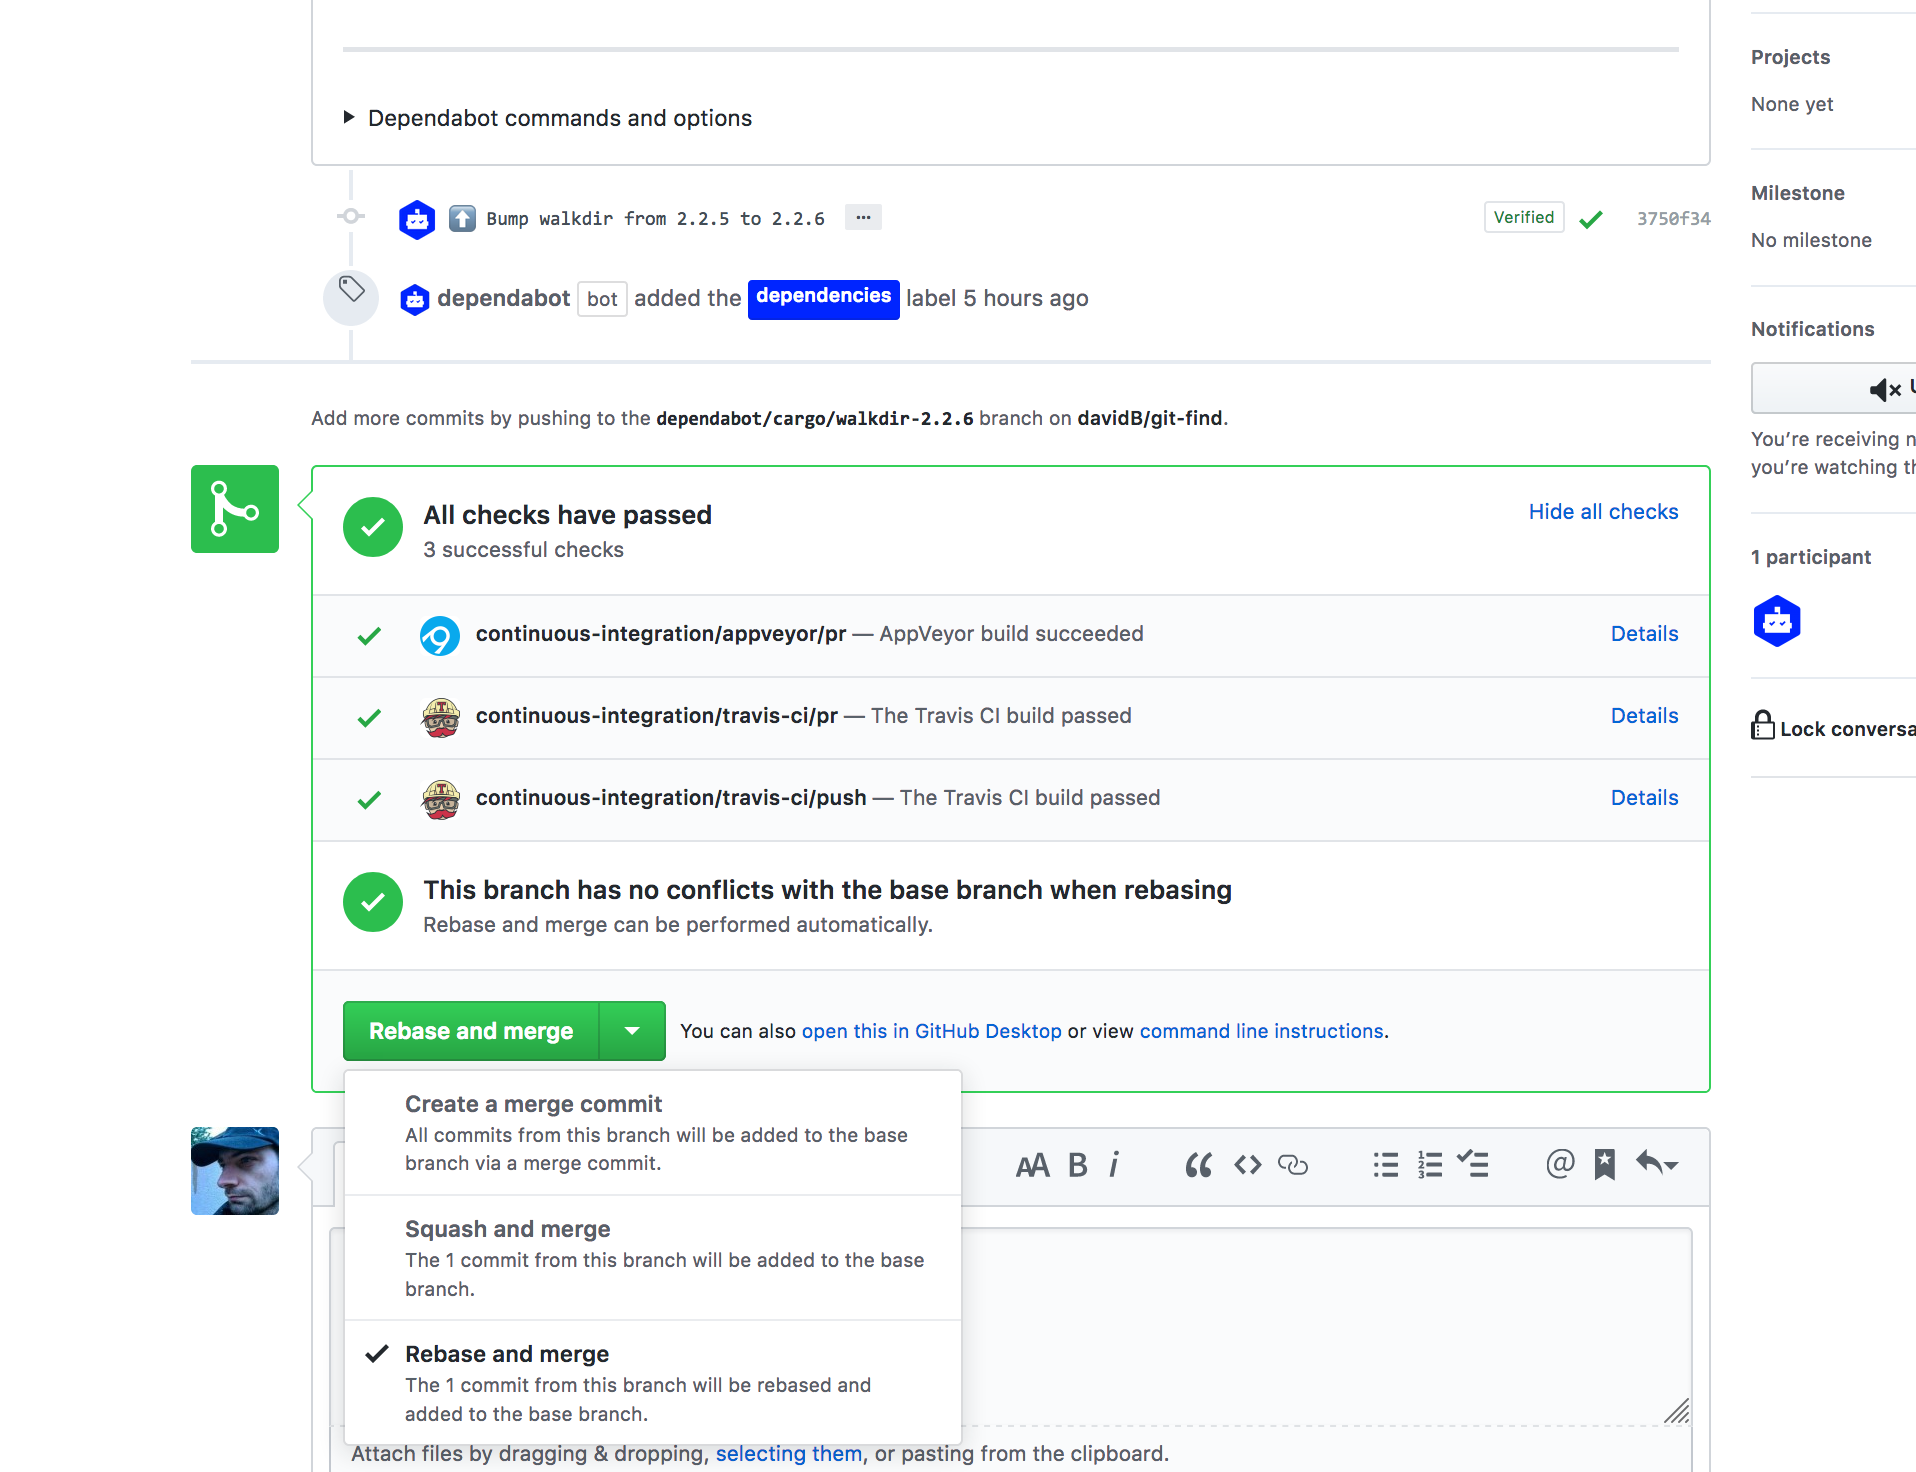 Dependabot commands and options
Bump walkdir from 2.2.5 to 2.2.6 ... Verified 3750f34
dependabot bot added the dependencies label 5 hours ago
Add more commits by pushing to the dependabot/cargo/walkdir-2.2.6 branch on davidB/git-find.
All checks have passed
Hide all checks
3 successful checks
continuous-integration/appveyor/pr — AppVeyor build succeeded Details
continuous-integration/travis-ci/pr — The Travis CI build passed Details
continuous-integration/travis-ci/push — The Travis CI build passed Details
This branch has no conflicts with the base branch when rebasing
Rebase and merge can be performed automatically.
Rebase and merge
You can also open this in GitHub Desktop or view command line instructions.
Create a merge commit
All commits from this branch will be added to the base
branch via a merge commit.
Squash and merge
The 1 commit from this branch will be added to the base
branch.
Rebase and merge
The 1 commit from this branch will be rebased and
added to the base branch.
AA B i
Attach files by dragging & dropping, selecting them, or pasting from the clipboard.
Projects
None yet
Milestone
No milestone
Notifications
You're receiving n
you're watching th
1 participant
Lock conversa